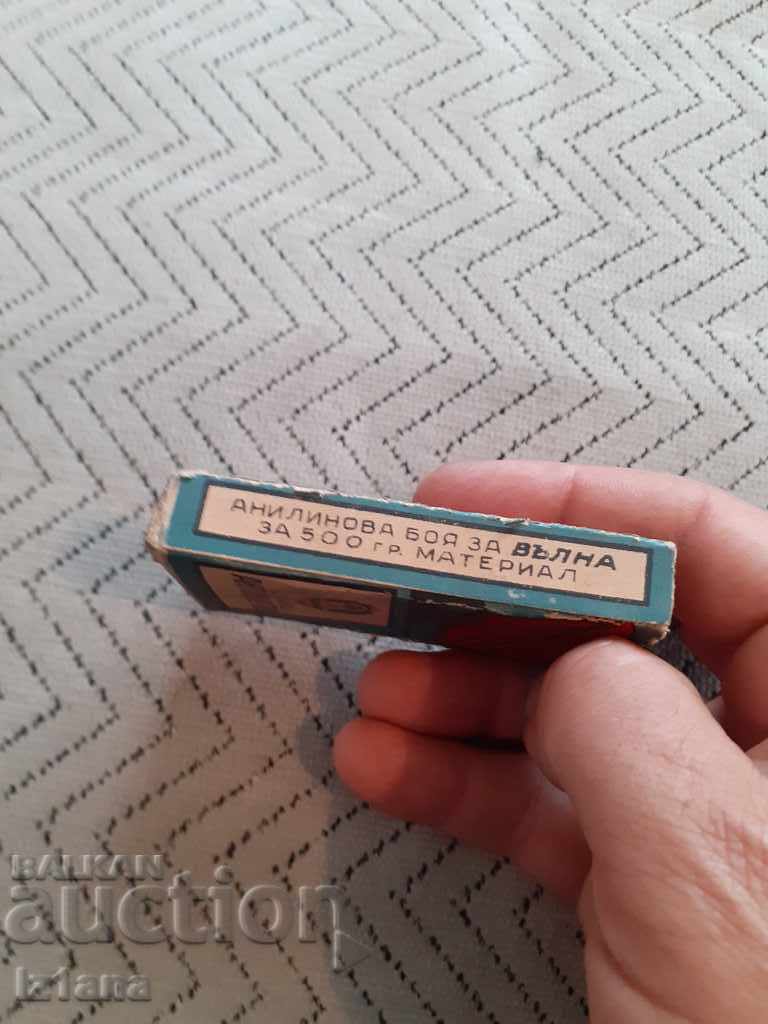 АНИЛИНОВА БОЯ ЗА ВЪЛНА
ЗА 500 ГР. МАТЕРИАЛ
BALKAN
auction
Iz1ana